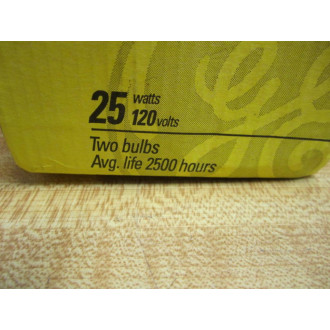 25 watts
120 volts
Two bulbs
Avg. life 2500 hours